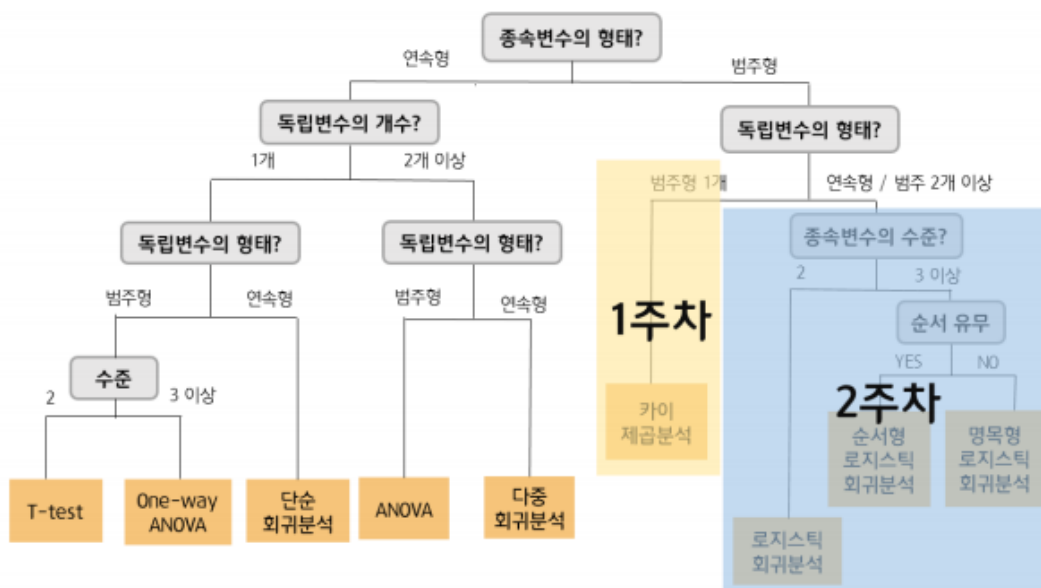 종속변수의 형태?
연속형
범주형
독립변수의 개수?
독립변수의 형태?
1개
2개 이상
범주형 1개
연속형 / 범주 2개 이상
독립변수의 형태?
독립변수의 형태?
종속변수의 수준?
범주형
연속형
범주형
연속형
2
3 이상
1주차
순서 유무
수준
YES
NO
2
3 이상
2주차
카이
제곱분석
순서형
로지스틱
회귀분석
명목형
로지스틱
회귀분석
T-test
One-way
ANOVA
단순
회귀분석
ANOVA
다중
회귀분석
로지스틱
회귀분석